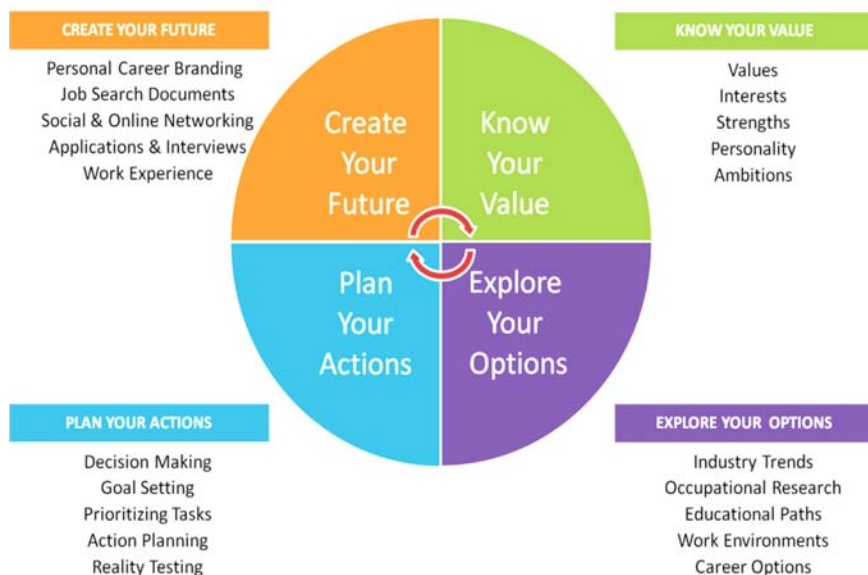 CREATE YOUR FUTURE
Personal Career Branding
Job Search Documents
Social & Online Networking
Applications & Interviews
Work Experience
Create
Your
Future
Know
Your
Value
KNOW YOUR VALUE
Values
Interests
Strengths
Personality
Ambitions
PLAN YOUR ACTIONS
Decision Making
Goal Setting
Prioritizing Tasks
Action Planning
Reality Testing
Plan
Your
Actions
Explore
Your
Options
EXPLORE YOUR OPTIONS
Industry Trends
Occupational Research
Educational Paths
Work Environments
Career Options